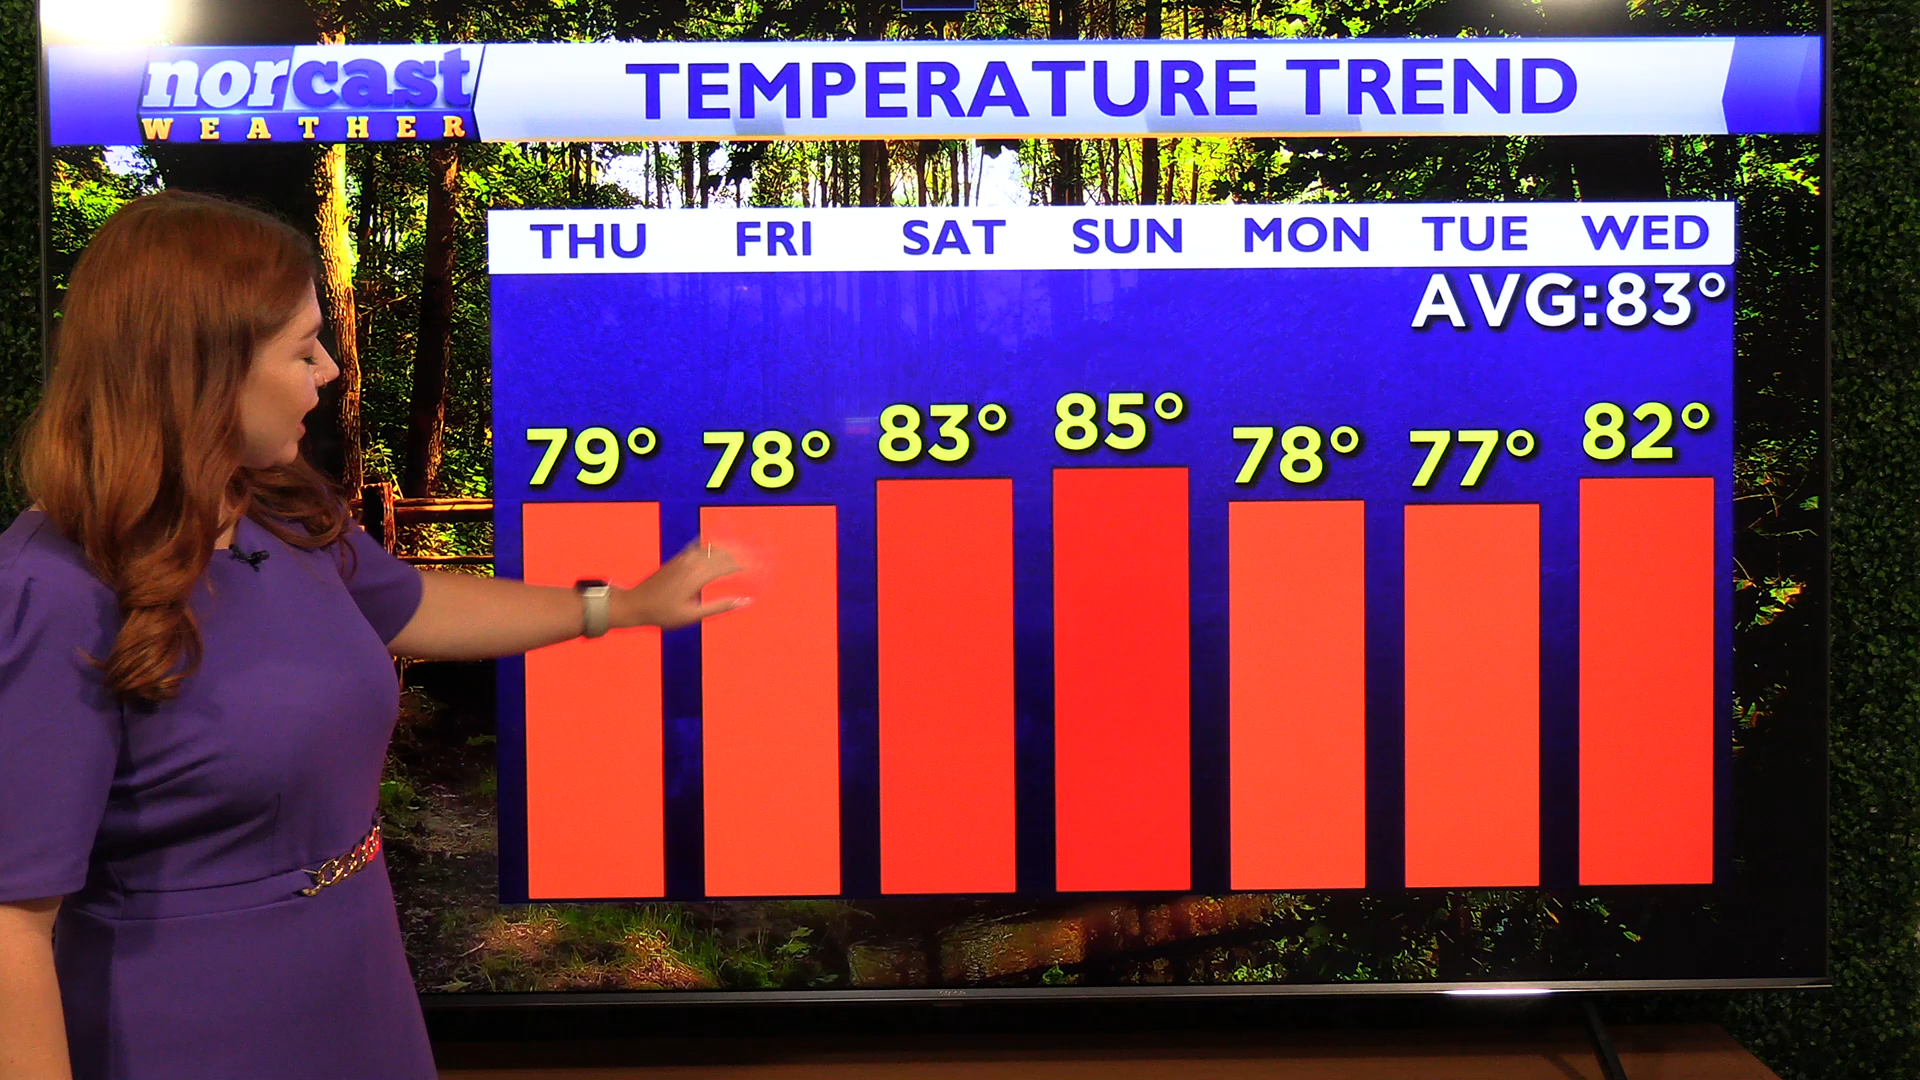 norcast
WEATHER
TEMPERATURE TREND
THU FRI SAT SUN MON TUE WED
AVG:83°
79° 78° 83° 85° 78° 77° 82°